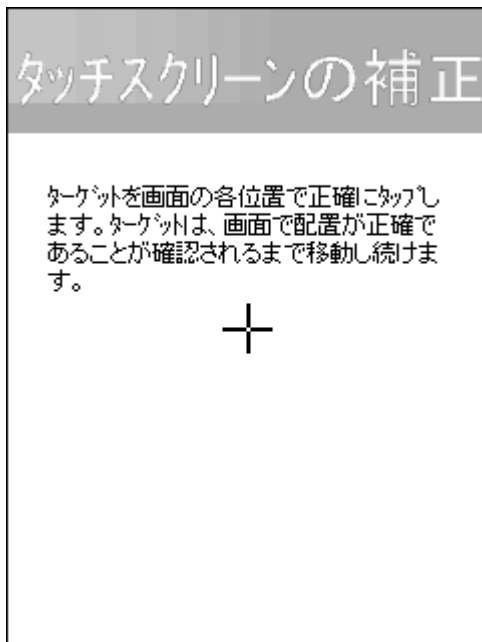 タッチスクリーンの補正
ﾀｰｹﾞｯﾄを画面の各位置で正確にﾀｯﾌﾟし
ます。ﾀｰｹﾞｯﾄは、画面で配置が正確で
あることが確認されるまで移動し続けま
す。